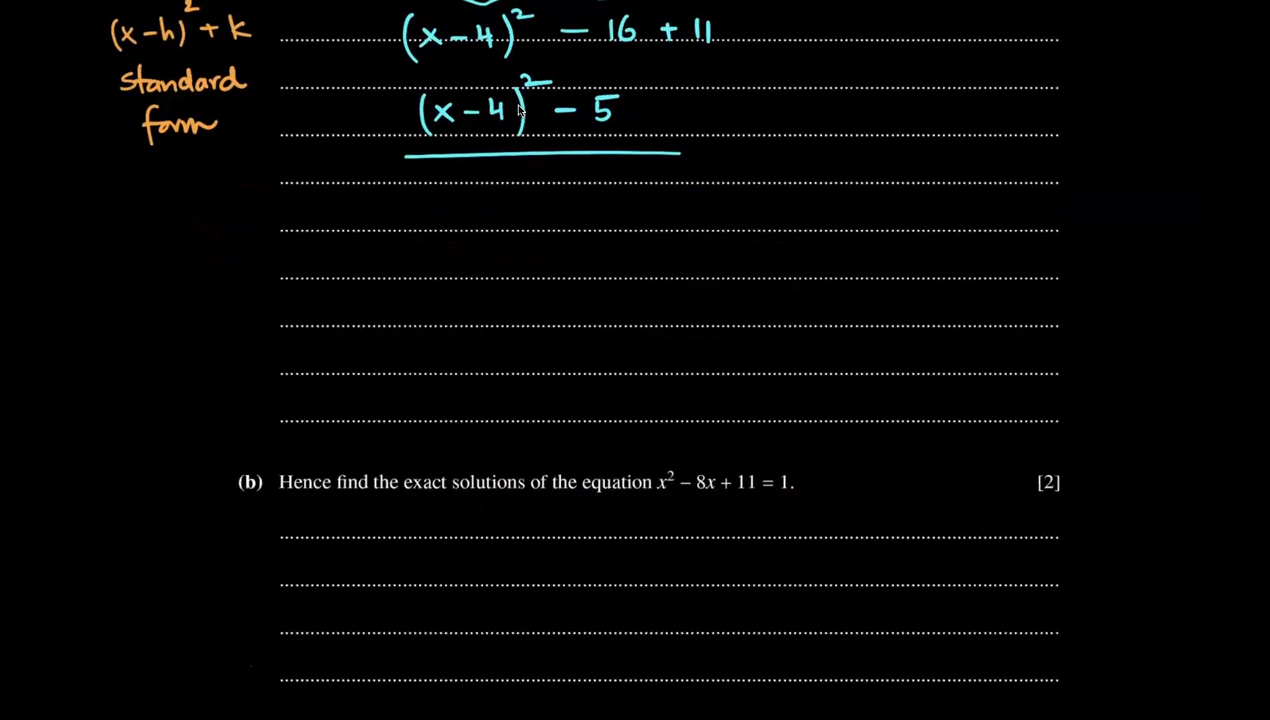 (x-h)² + k
(x-4)² - 16 + 11
standard
form
(x-4)² - 5
(b) Hence find the exact solutions of the equation x² – 8x + 11 = 1. [2]